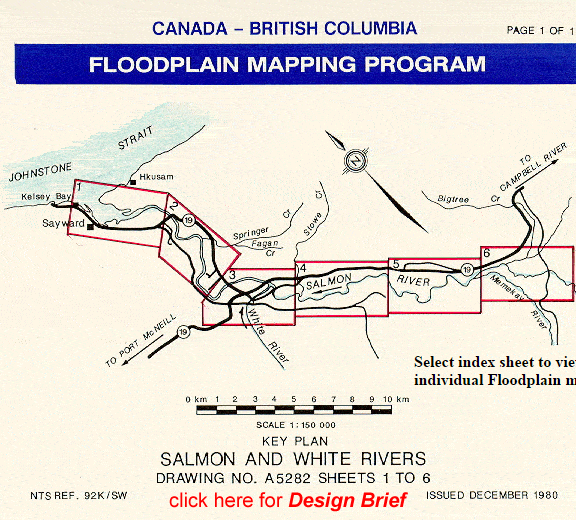 CANADA – BRITISH COLUMBIA
PAGE 1 OF 1
FLOODPLAIN MAPPING PROGRAM
JOHNSTONE STRAIT
Hkusam
Kelsey Bay
Sayward
1
2
19
Springer Cr
Fagan Cr
Stowe Cr
N
TO CAMPBELL RIVER
Bigtree Cr
3
4
SALMON RIVER
5
19
6
River
White River
TO PORT McNEILL
19
Select index sheet to vie
individual Floodplain m
0 km 1 2 3 4 5 6 7 8 9 10 km
SCALE 1:150 000
KEY PLAN
SALMON AND WHITE RIVERS
DRAWING NO. A5282 SHEETS 1 TO 6
NTS REF. 92K/SW
click here for Design Brief
ISSUED DECEMBER 1980